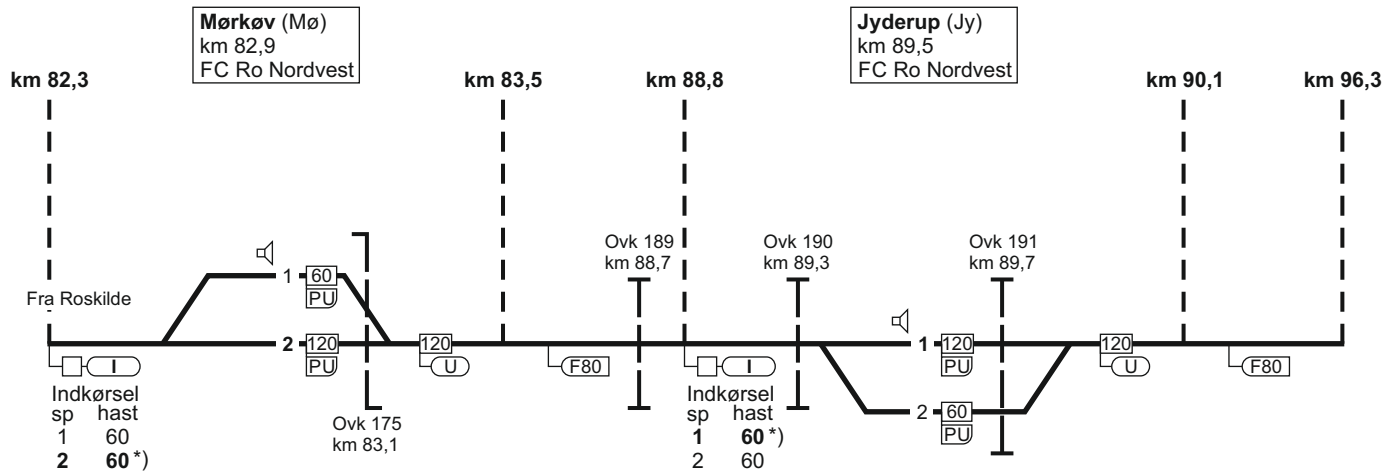 Mørkøv (Mø)
km 82,9
FC Ro Nordvest
Jyderup (Jy)
km 89,5
FC Ro Nordvest
km 82,3
km 83,5
km 88,8
km 90,1
km 96,3
Ovk 189
km 88,7
Ovk 190
km 89,3
Ovk 191
km 89,7
Fra Roskilde
1 60
PU
2 120
PU
120
U
F80
1 120
PU
120
U
F80
2 60
PU
I
Indkørsel
sp hast
1 60
2 60 *)
Ovk 175
km 83,1
I
Indkørsel
sp hast
1 60 *)
2 60